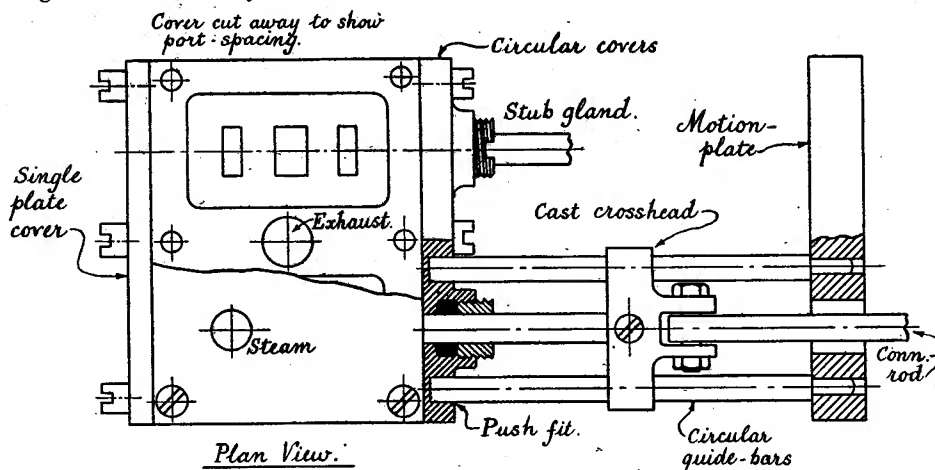 Cover cut away to show
port-spacing.
Circular covers
Stub gland.
Motion-
plate
Single
plate
cover
Exhaust.
Cast crosshead
Steam
Conn.-
rod
Push fit.
Circular
guide-bars
Plan View.